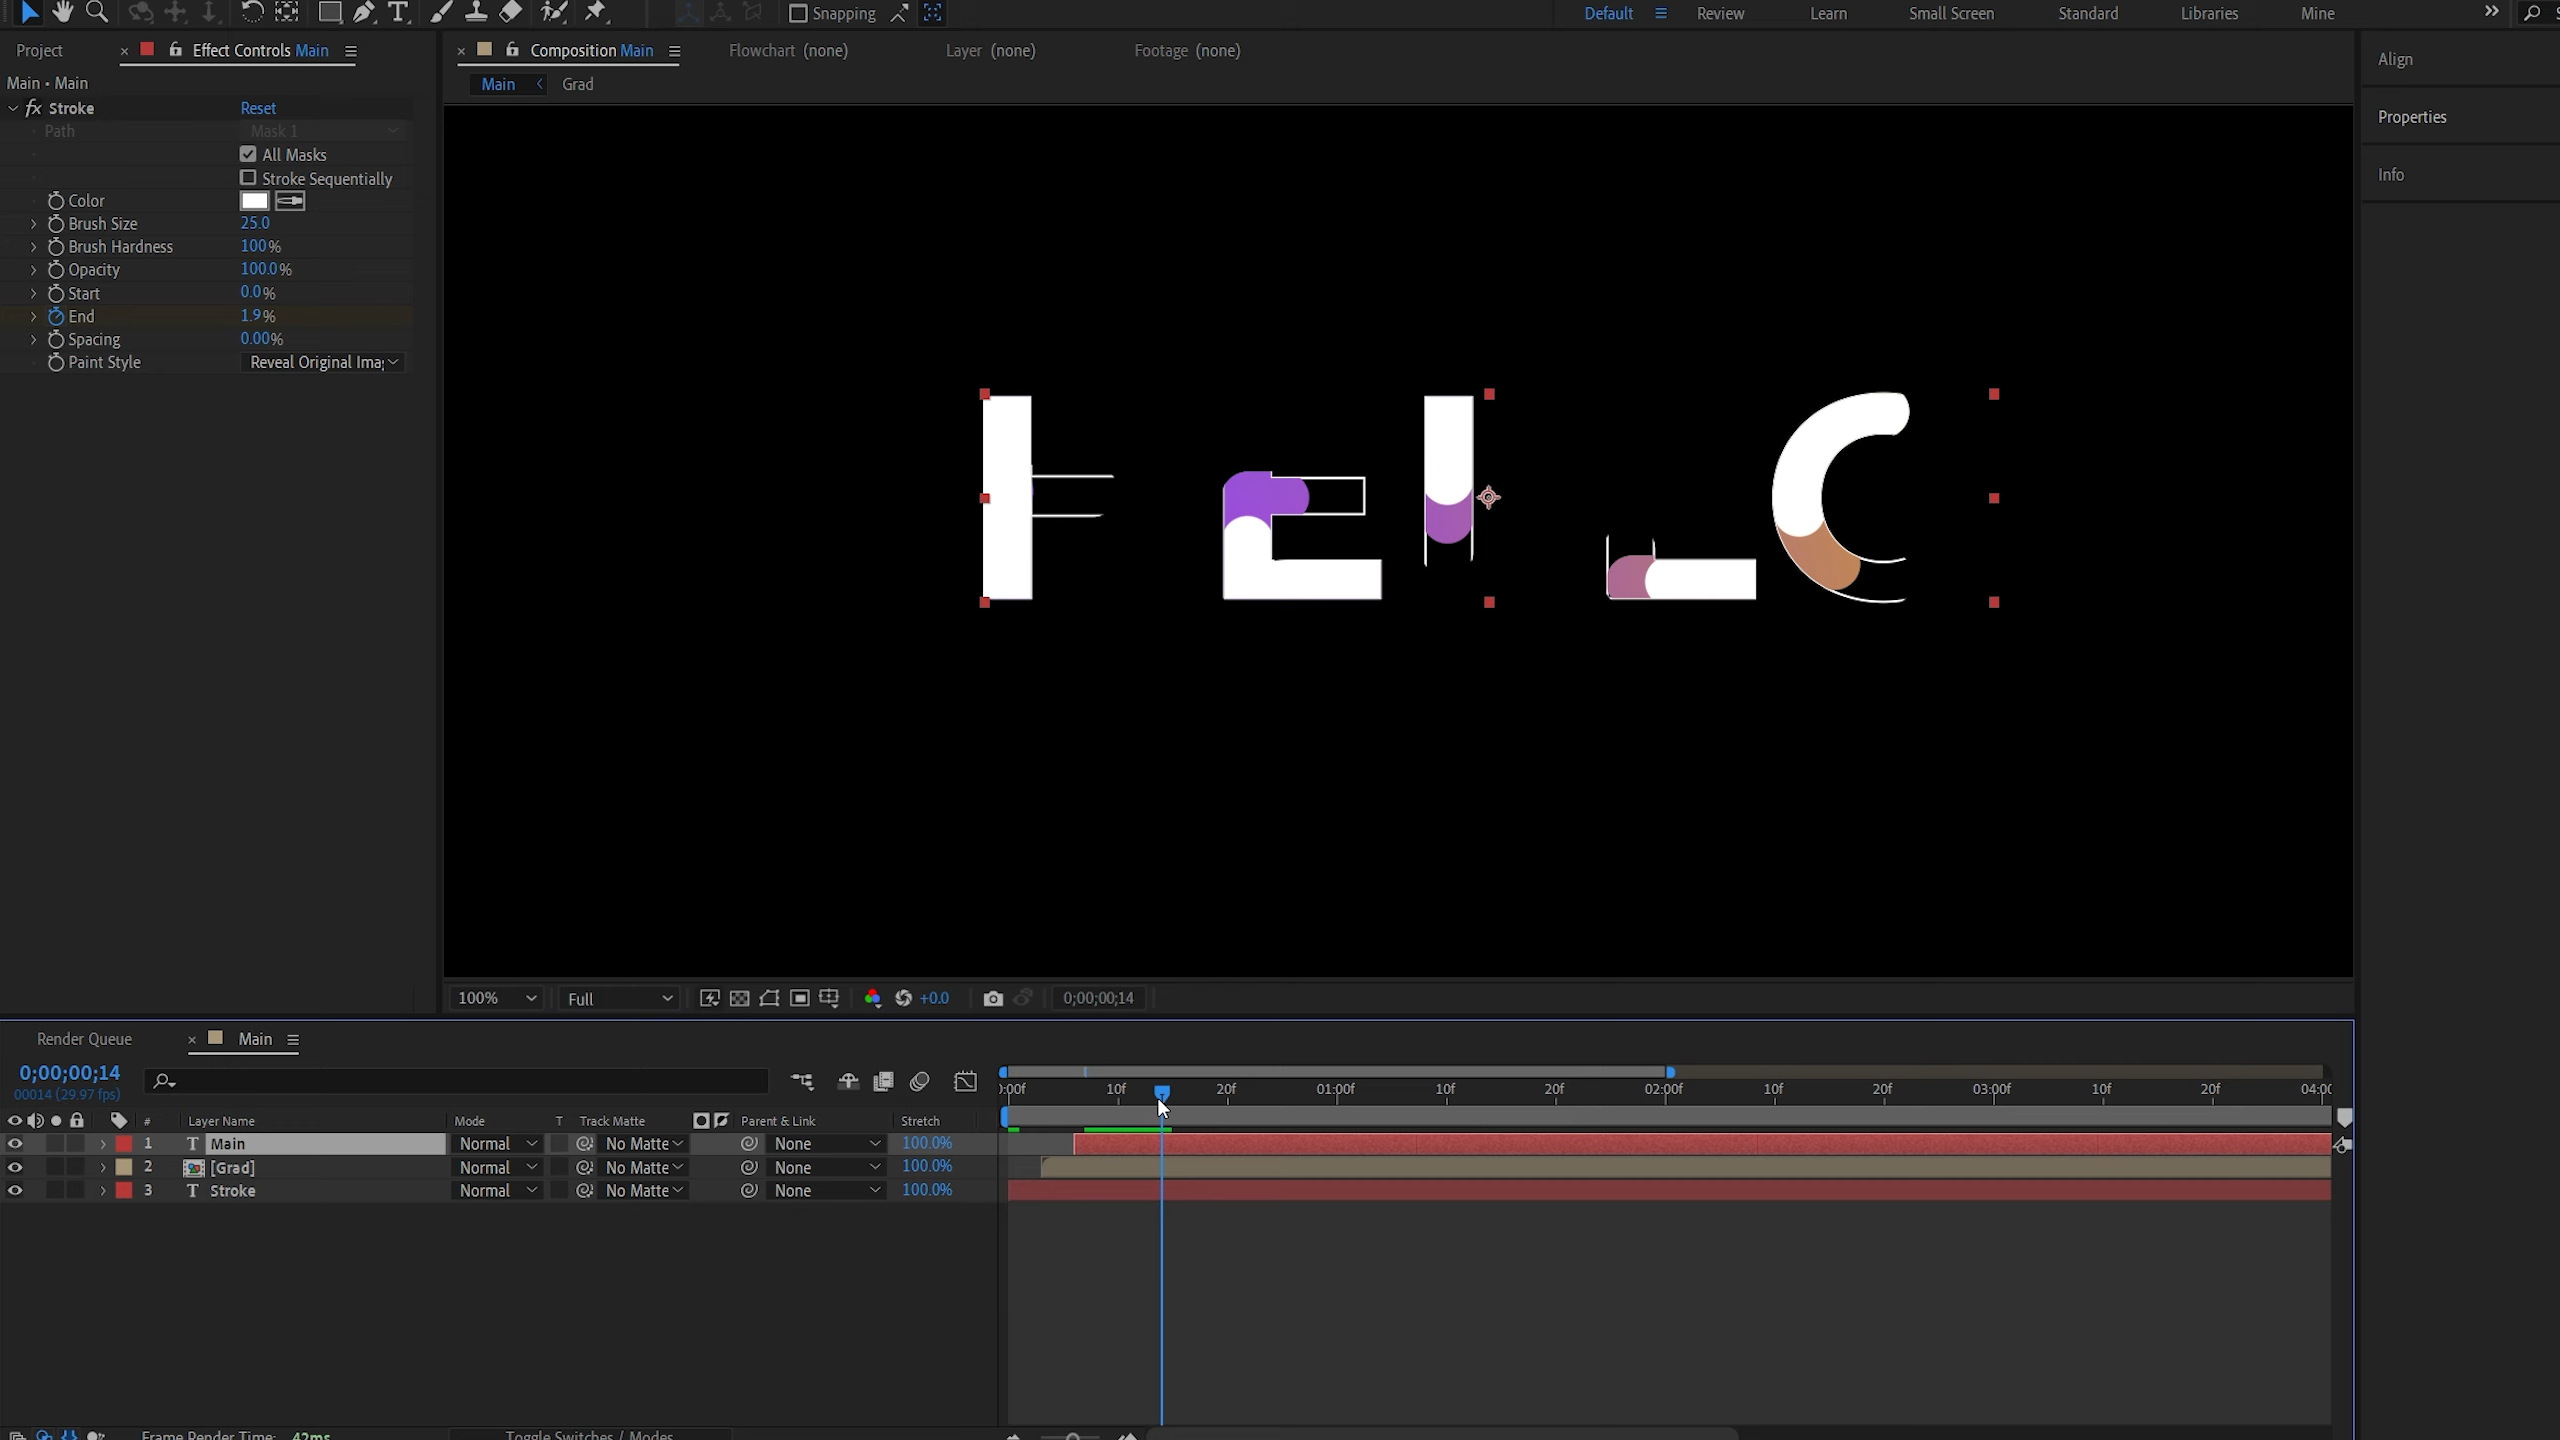 Snapping
Default
Review
Learn
Small Screen
Standard
Libraries
Mine
Project
Effect Controls Main
Composition Main
Flowchart (none)
Layer (none)
Footage (none)
Align
Main • Main
Main
Grad
fx Stroke
Reset
Properties
Path
Mask 1
All Masks
Info
Stroke Sequentially
Color
Brush Size
25.0
Brush Hardness
100%
Opacity
100.0%
Start
0.0%
End
1.9%
Spacing
0.00%
Paint Style
Reveal Original Ima
100%
Full
+0.0
0;00;00;14
Render Queue
Main
0;00;00;14
00014 (29.97 fps)
:00f 10f 20f 01:00f 10f 20f 02:00f 10f 20f 03:00f 10f 20f 04:00
# Layer Name Mode T Track Matte Parent & Link Stretch
1 T Main Normal No Matte None 100.0%
2 [Grad] Normal No Matte None 100.0%
3 T Stroke Normal No Matte None 100.0%
Frame Render Time: 42ms
Toggle Switches / Modes